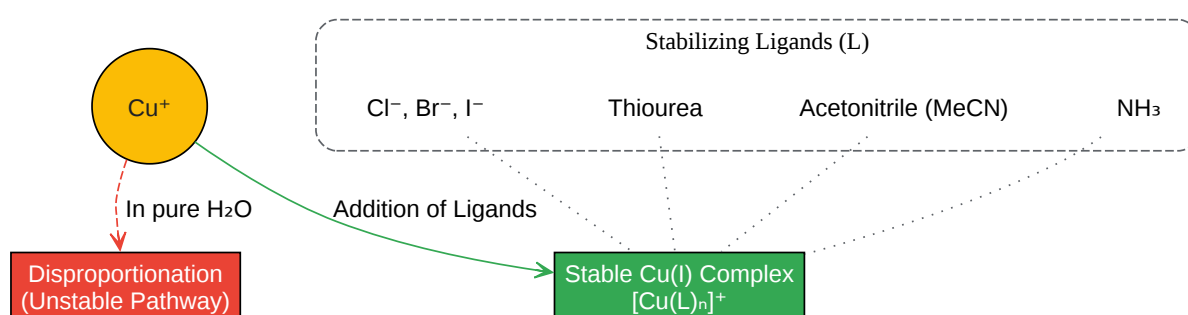 Stabilizing Ligands (L)
Cu⁺
Cl⁻, Br⁻, I⁻
Thiourea
Acetonitrile (MeCN)
NH₃
In pure H₂O
Addition of Ligands
Disproportionation
(Unstable Pathway)
Stable Cu(I) Complex
[Cu(L)ₙ]⁺